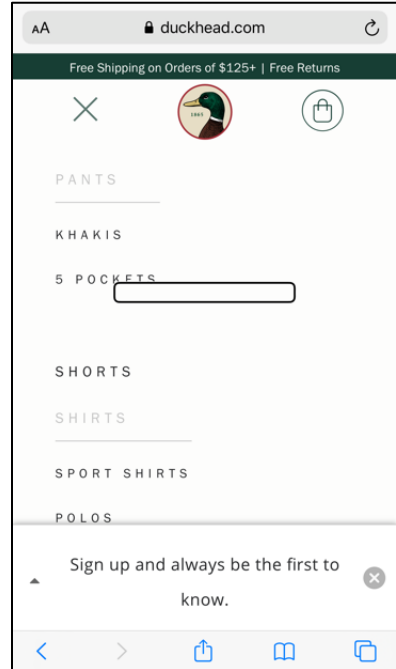 AA duckhead.com
Free Shipping on Orders of $125+ | Free Returns
1865
PANTS
KHAKIS
5 POCKETS
SHORTS
SHIRTS
SPORT SHIRTS
POLOS
Sign up and always be the first to
know.